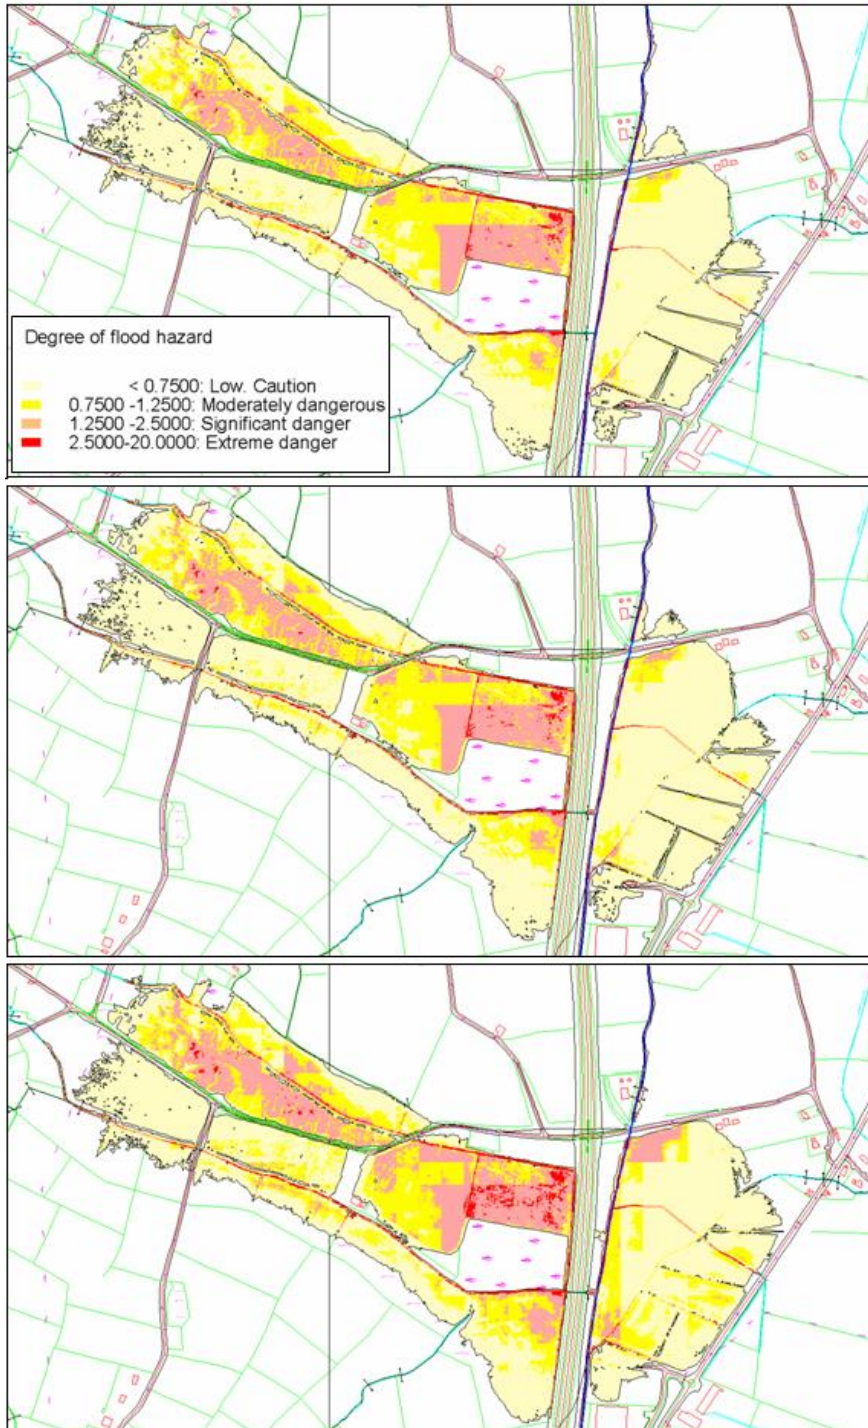 Degree of flood hazard
< 0.7500: Low. Caution
0.7500 -1.2500: Moderately dangerous
1.2500 -2.5000: Significant danger
2.5000-20.0000: Extreme danger